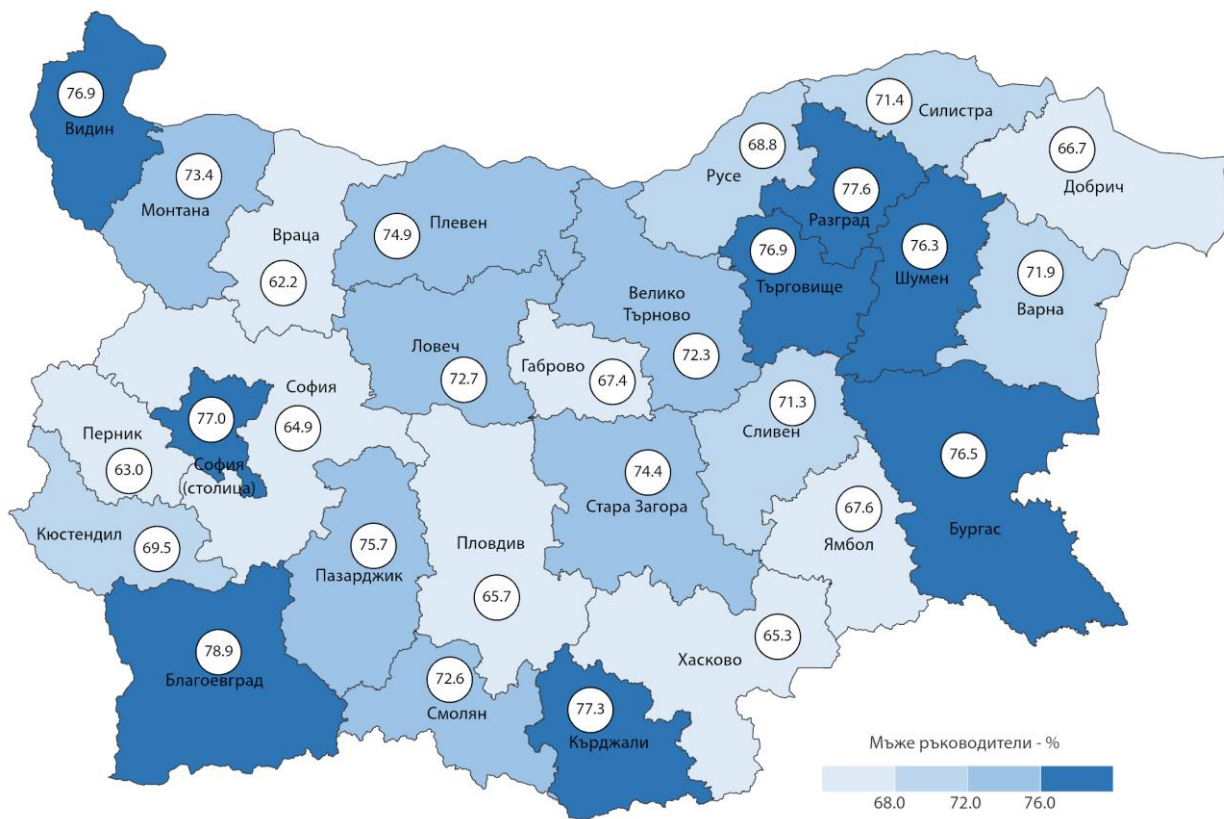 76.9
Видин
73.4
Монтана
Враца
62.2
74.9
Плевен
68.8
Русе
71.4
Силистра
66.7
Добрич
77.6
Разград
76.9
Търговище
76.3
Шумен
71.9
Варна
Велико
Търново
72.3
Ловеч
72.7
Габрово
67.4
София
64.9
77.0
София
(столица)
Перник
63.0
Кюстендил
69.5
71.3
Сливен
74.4
Стара Загора
67.6
Ямбол
76.5
Бургас
75.7
Пазарджик
Пловдив
65.7
78.9
Благоевград
72.6
Смолян
77.3
Кърджали
65.3
Хасково
Мъже ръководители - %
68.0 72.0 76.0